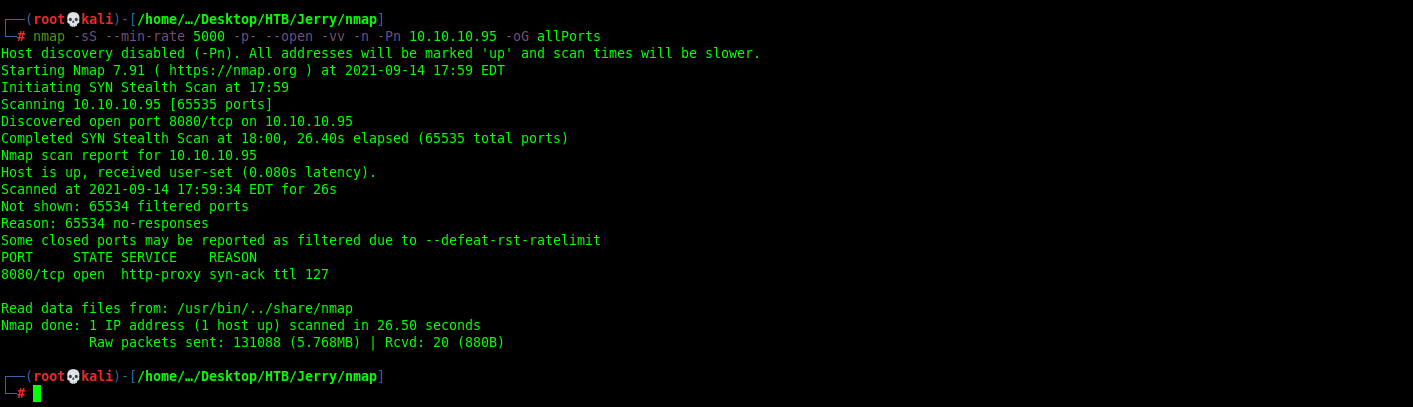 ┌──(root💀kali)-[/home/…/Desktop/HTB/Jerry/nmap]
└─# nmap -sS --min-rate 5000 -p- --open -vv -n -Pn 10.10.10.95 -oG allPorts
Host discovery disabled (-Pn). All addresses will be marked 'up' and scan times will be slower.
Starting Nmap 7.91 ( https://nmap.org ) at 2021-09-14 17:59 EDT
Initiating SYN Stealth Scan at 17:59
Scanning 10.10.10.95 [65535 ports]
Discovered open port 8080/tcp on 10.10.10.95
Completed SYN Stealth Scan at 18:00, 26.40s elapsed (65535 total ports)
Nmap scan report for 10.10.10.95
Host is up, received user-set (0.080s latency).
Scanned at 2021-09-14 17:59:34 EDT for 26s
Not shown: 65534 filtered ports
Reason: 65534 no-responses
Some closed ports may be reported as filtered due to --defeat-rst-ratelimit
PORT     STATE SERVICE    REASON
8080/tcp open  http-proxy syn-ack ttl 127

Read data files from: /usr/bin/../share/nmap
Nmap done: 1 IP address (1 host up) scanned in 26.50 seconds
           Raw packets sent: 131088 (5.768MB) | Rcvd: 20 (880B)

┌──(root💀kali)-[/home/…/Desktop/HTB/Jerry/nmap]
└─#